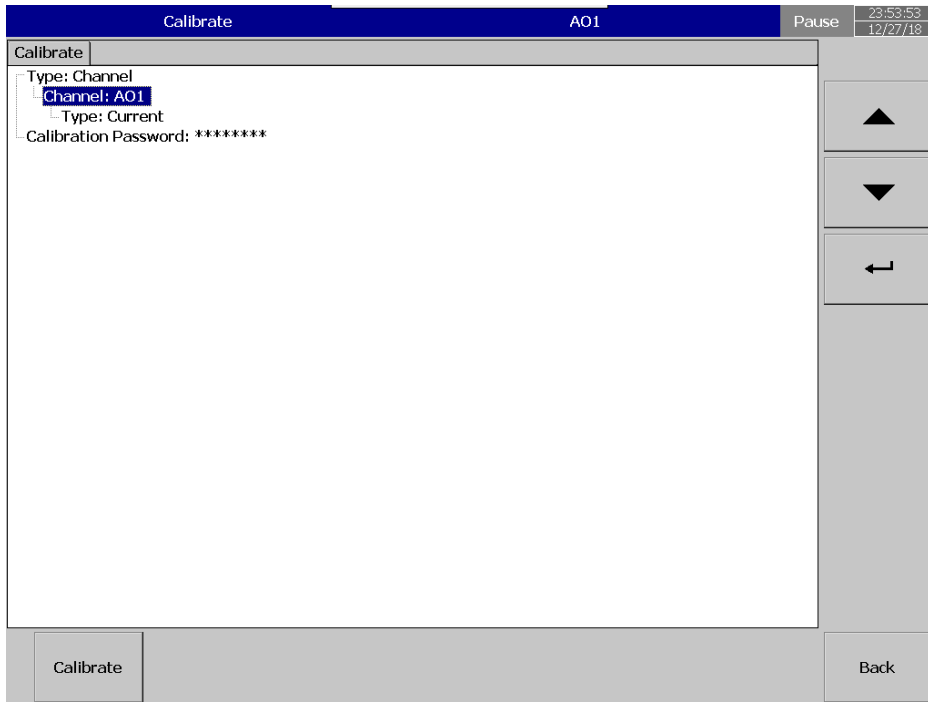 Calibrate AO1 Pause 23:53:53
12/27/18
Calibrate
Type: Channel
Channel: AO1
Type: Current
Calibration Password: ********
Calibrate Back